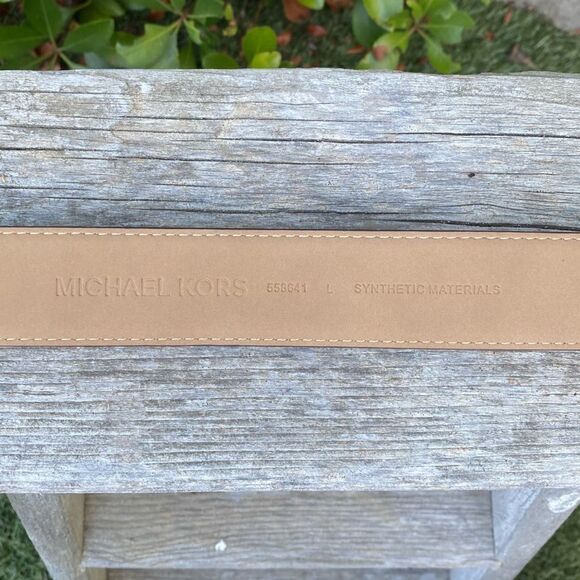 MICHAEL KORS 558641 L SYNTHETIC MATERIALS